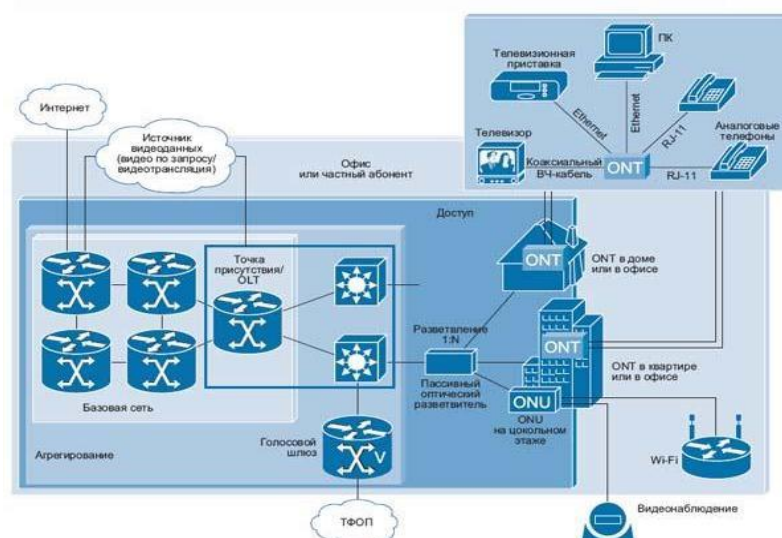 ПК
Телевизионная
приставка
Ethernet
Ethernet
RJ-11
Аналоговые
телефоны
Телевизор
Коаксиальный
ВЧ-кабель
ONT
RJ-11
Интернет
Источник
видеоданных
(видео по запросу/
видеотрансляция)
Офис
или частный абонент
Доступ
Точка
присутствия/
OLT
ONT
ONT в доме
или в офисе
Разветвление
1:N
ONT
Пассивный
оптический
разветвитель
ONU
ONU
на цокольном
этаже
ONT в квартире
или в офисе
Базовая сеть
Агрегирование
Голосовой
шлюз
V
Wi-Fi
ТФОП
Видеонаблюдение